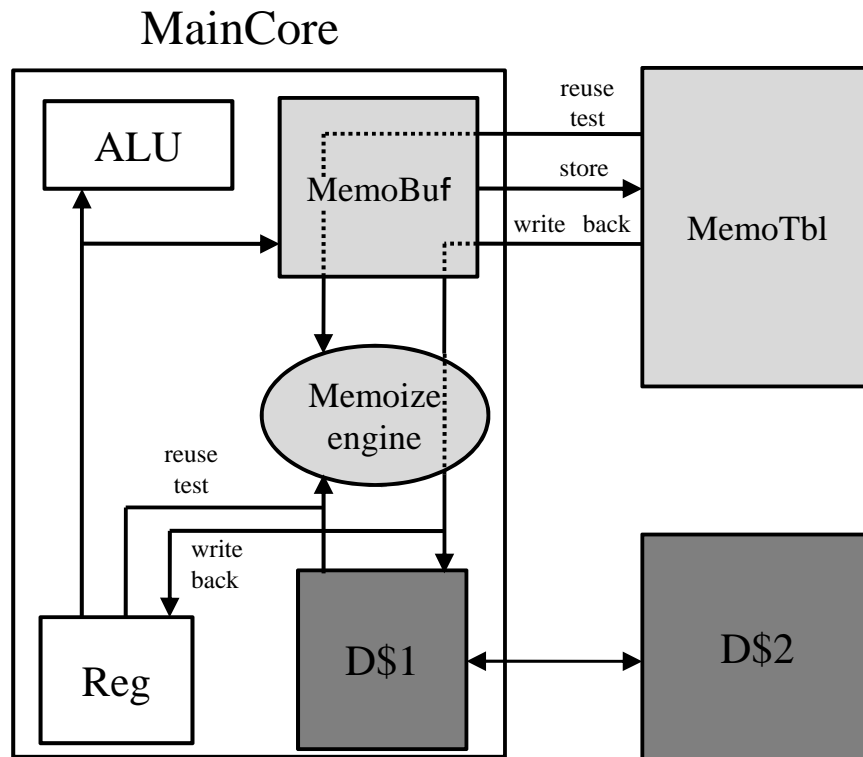 MainCore
ALU
MemoBuf
reuse
test
store
write back
MemoTbl
Memoize
engine
reuse
test
write
back
Reg
D$1
D$2